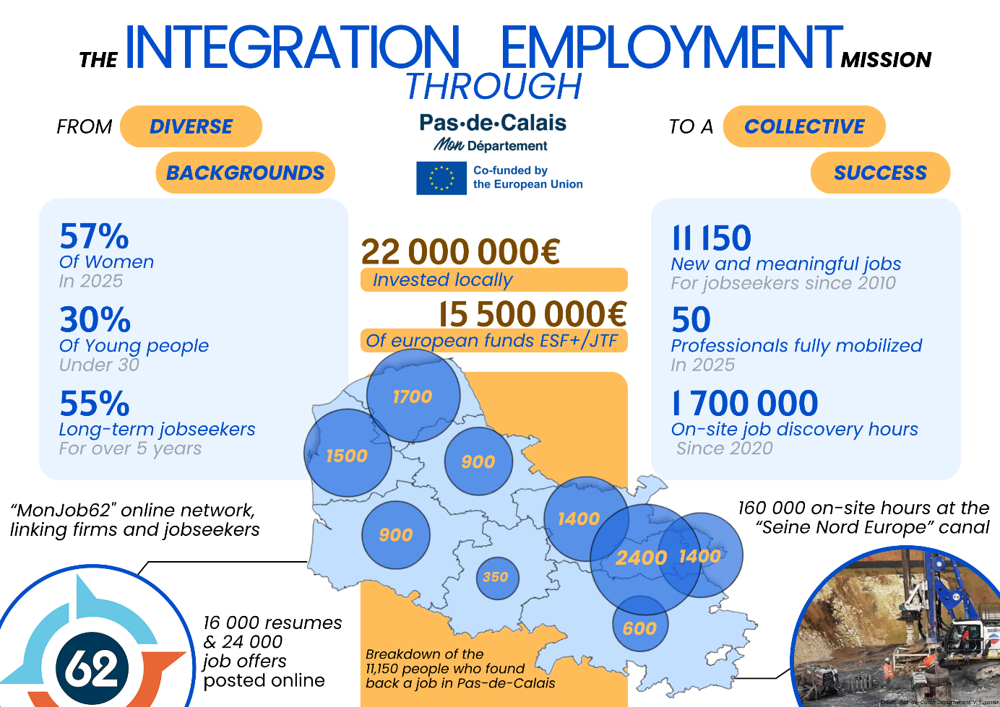 THE INTEGRATION EMPLOYMENT MISSION
THROUGH
FROM DIVERSE
BACKGROUNDS
Pas·de·Calais
Mon Département
Co-funded by
the European Union
TO A COLLECTIVE
SUCCESS
57%
Of Women
In 2025
30%
Of Young people
Under 30
55%
Long-term jobseekers
For over 5 years
22 000 000€
Invested locally
15 500 000€
Of european funds ESF+/JTF
11 150
New and meaningful jobs
For jobseekers since 2010
50
Professionals fully mobilized
In 2025
1 700 000
On-site job discovery hours
Since 2020
1700
1500
900
900
1400
2400
1400
350
600
Breakdown of the
11,150 people who found
back a job in Pas-de-Calais
“MonJob62" online network,
linking firms and jobseekers
62
16 000 resumes
& 24 000
job offers
posted online
160 000 on-site hours at the
“Seine Nord Europe” canal
Crédit : Pas-de-Calais Département, V. Tupinier